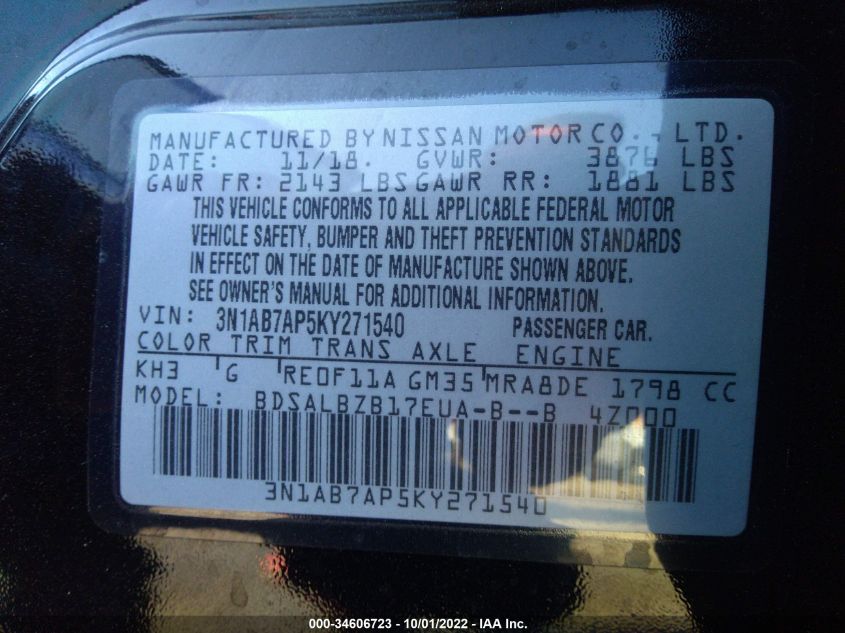 MANUFACTURED BY NISSAN MOTOR CO., LTD.
DATE: 11/18. GVWR: 3876 LBS
GAWR FR: 2143 LBS GAWR RR: 1881 LBS
THIS VEHICLE CONFORMS TO ALL APPLICABLE FEDERAL MOTOR
VEHICLE SAFETY, BUMPER AND THEFT PREVENTION STANDARDS
IN EFFECT ON THE DATE OF MANUFACTURE SHOWN ABOVE.
SEE OWNER'S MANUAL FOR ADDITIONAL INFORMATION.
VIN: 3N1AB7AP5KY271540 PASSENGER CAR.
COLOR TRIM TRANS AXLE ENGINE
KH3 G RE0F11A GM35 MRA8DE 1798 CC
MODEL: BDSALBZB17EUA-B--B 4Z000
3N1AB7AP5KY271540
000-34606723 - 10/01/2022 - IAA Inc.